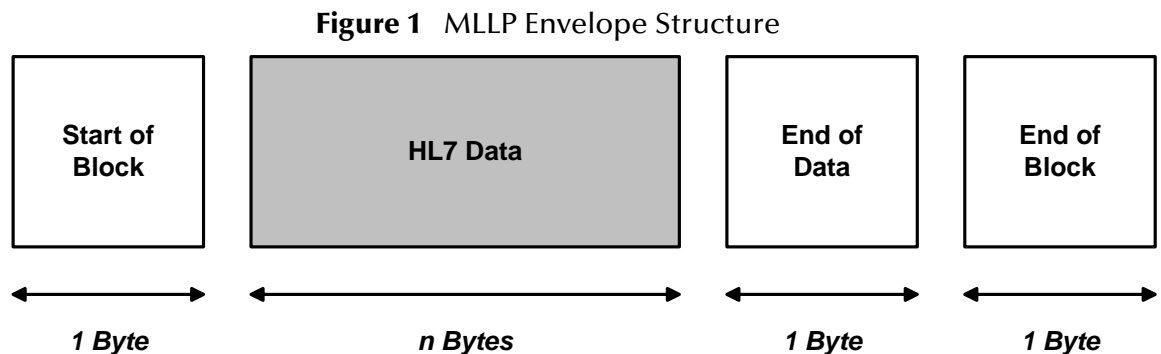 Figure 1 MLLP Envelope Structure
Start of
Block
HL7 Data
End of
Data
End of
Block
1 Byte
n Bytes
1 Byte
1 Byte